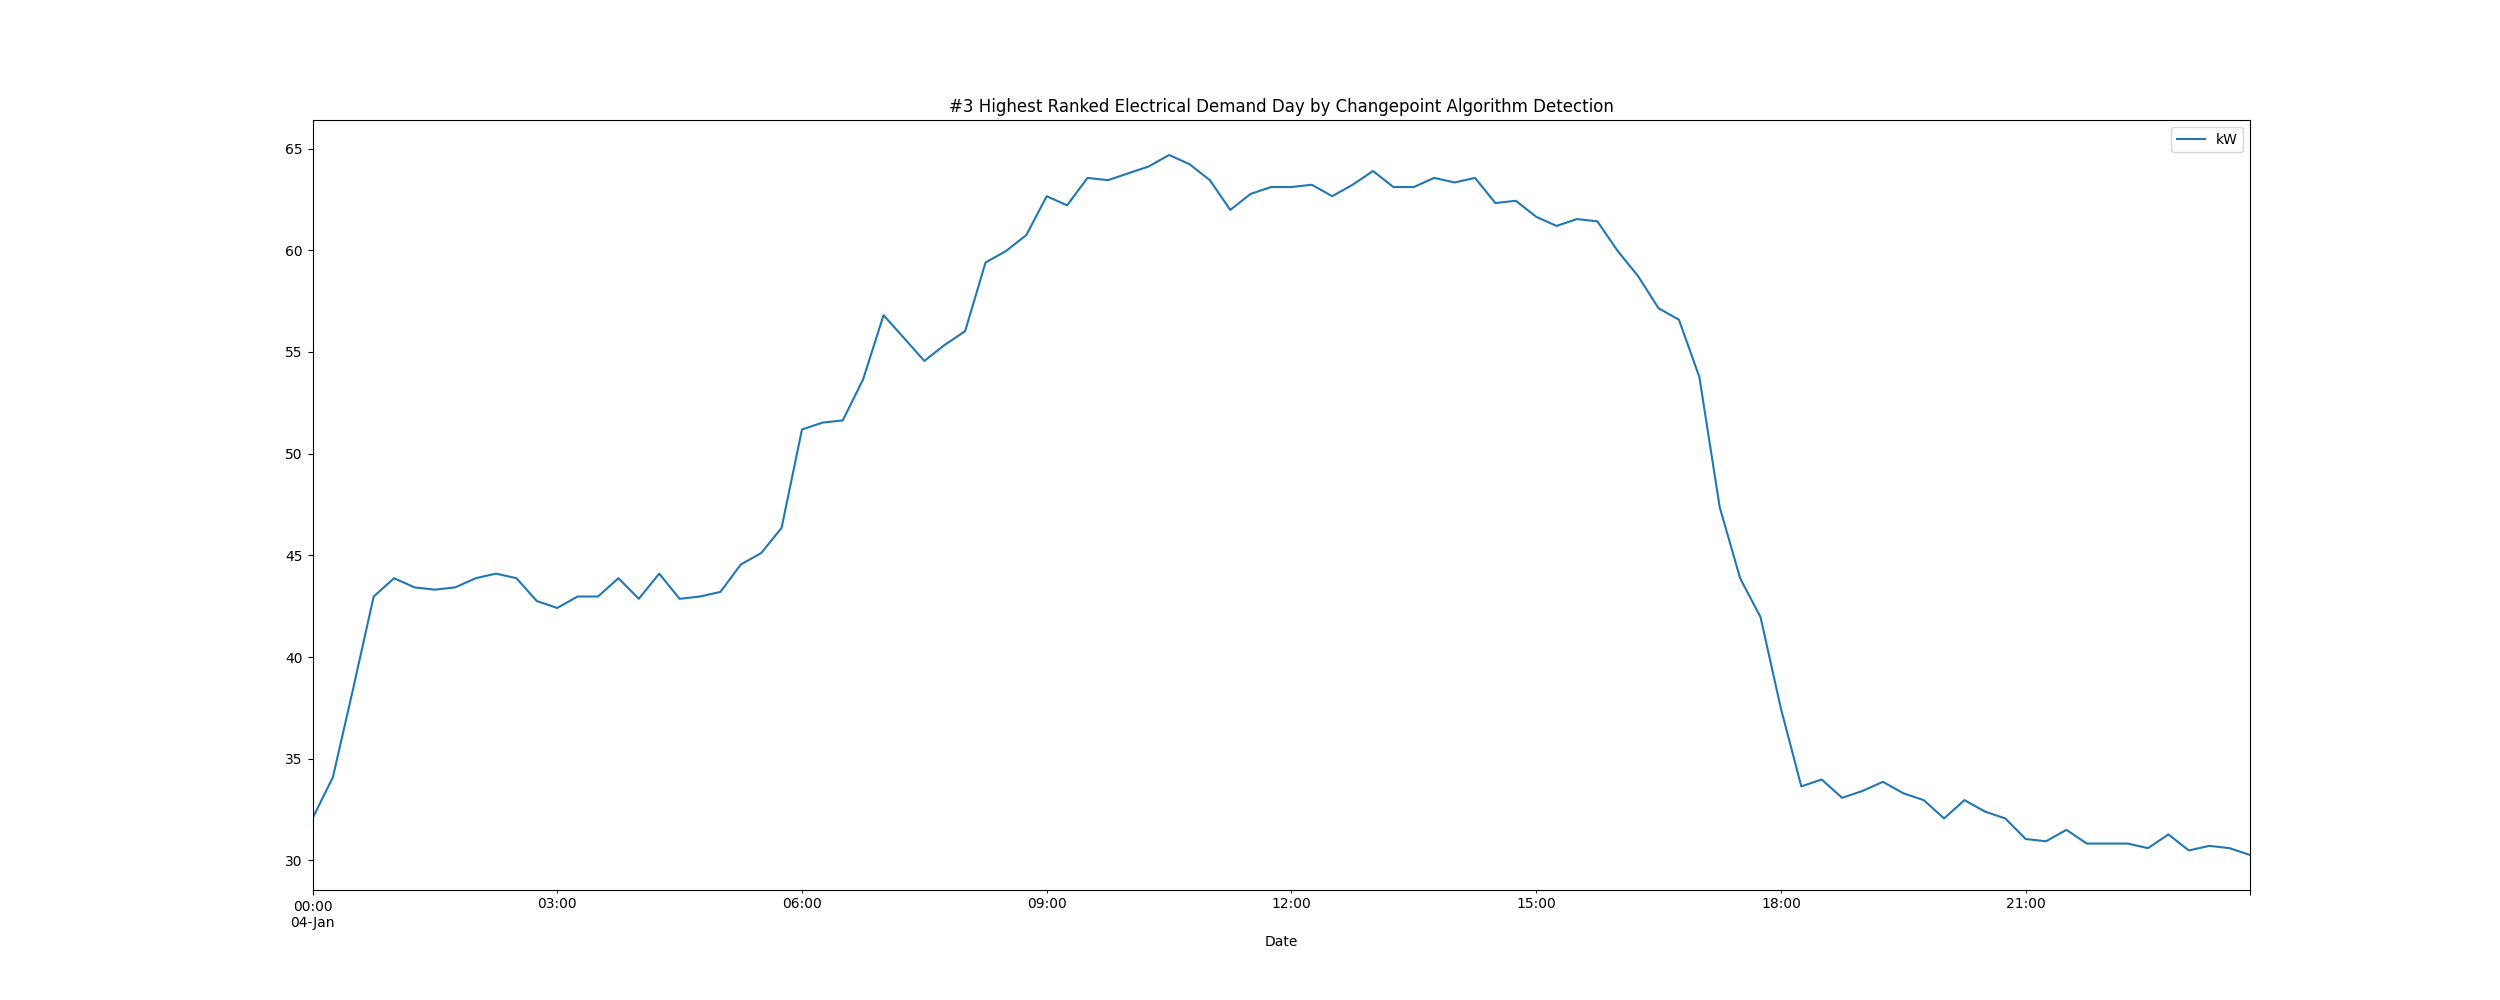 #3 Highest Ranked Electrical Demand Day by Changepoint Algorithm Detection
kW
65
60
55
50
45
40
35
30
00:00 03:00 06:00 09:00 12:00 15:00 18:00 21:00
04-Jan
Date